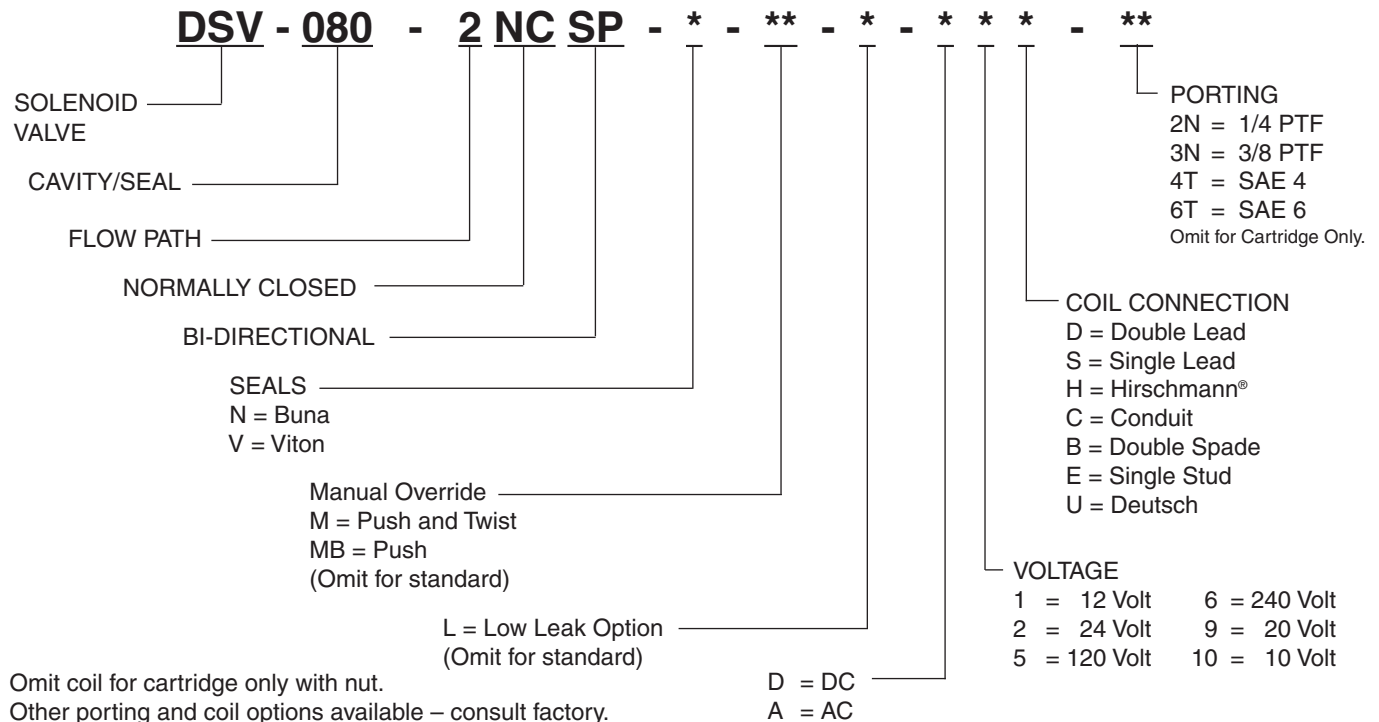 DSV - 080 - 2 NC SP - * - ** - * - * * * - **
SOLENOID
VALVE
CAVITY/SEAL
FLOW PATH
NORMALLY CLOSED
BI-DIRECTIONAL
SEALS
N = Buna
V = Viton
Manual Override
M = Push and Twist
MB = Push
(Omit for standard)
L = Low Leak Option
(Omit for standard)
D = DC
A = AC
VOLTAGE
1 = 12 Volt 6 = 240 Volt
2 = 24 Volt 9 = 20 Volt
5 = 120 Volt 10 = 10 Volt
COIL CONNECTION
D = Double Lead
S = Single Lead
H = Hirschmann®
C = Conduit
B = Double Spade
E = Single Stud
U = Deutsch
PORTING
2N = 1/4 PTF
3N = 3/8 PTF
4T = SAE 4
6T = SAE 6
Omit for Cartridge Only.
Omit coil for cartridge only with nut.
Other porting and coil options available – consult factory.